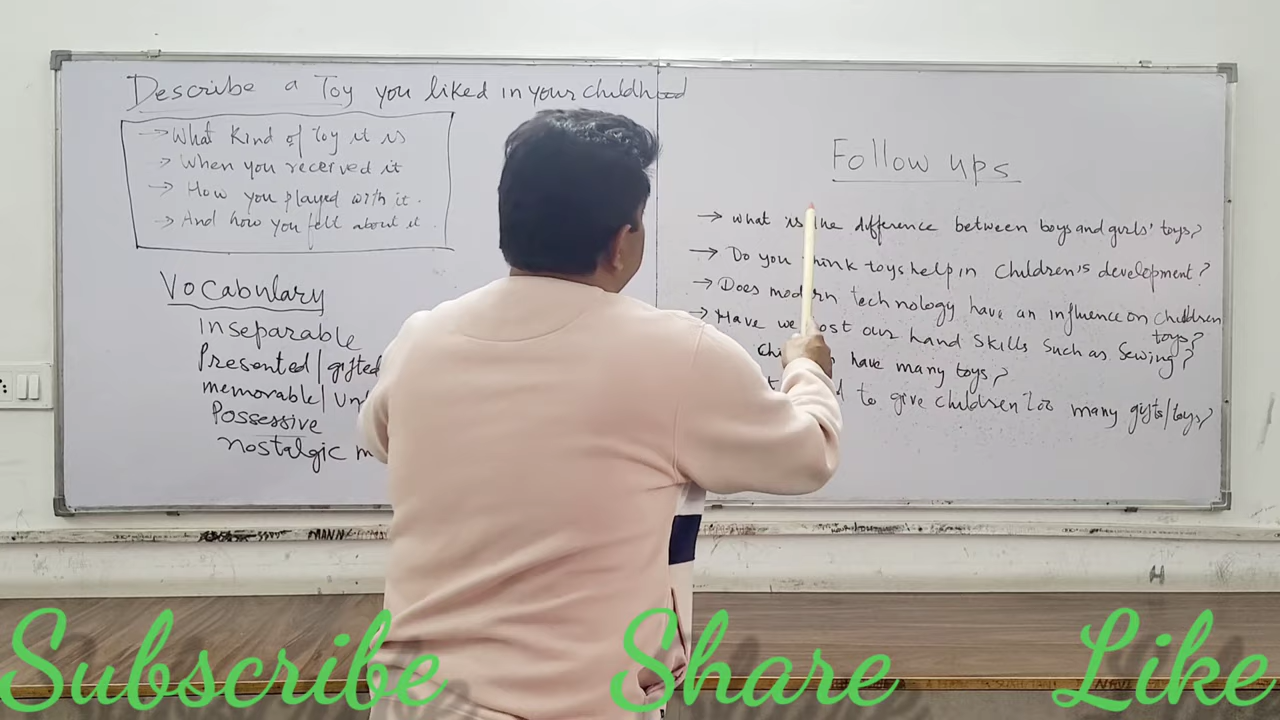 Describe a Toy you liked in your childhood
→ What kind of toy it is
→ When you received it
→ How you played with it.
→ And how you felt about it.
Vocabulary
inseparable
Presented/gifted
memorable/
Possessive
nostalgic
Follow ups
→ what is the difference between boys and girls' toys?
→ Do you think toys help in children's development?
→ Does modern technology have an influence on children
toys?
→ Have we lost our hand skills such as sewing?
have many toys?
to give children too many gifts/toys?
MANN
Subscribe Share Like